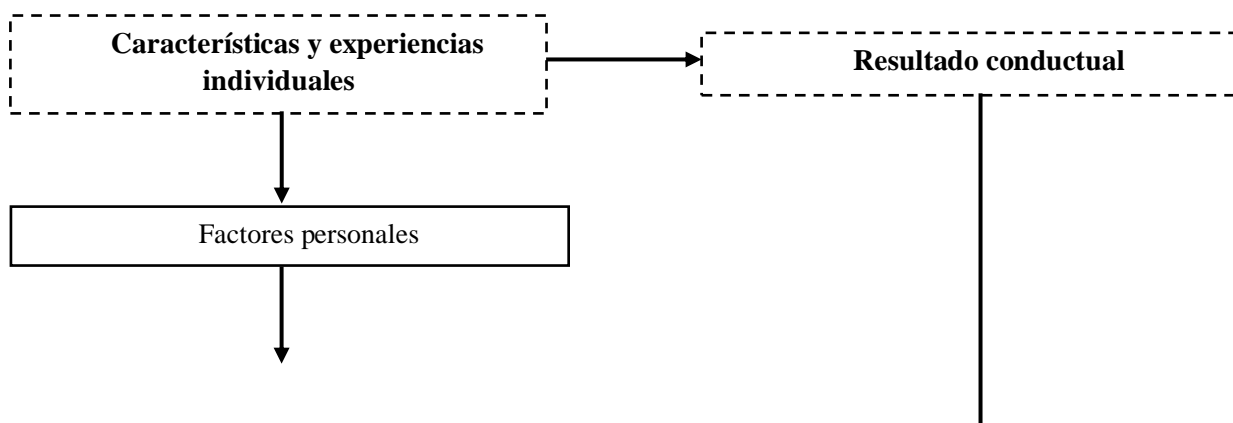 Características y experiencias
individuales
Resultado conductual
Factores personales